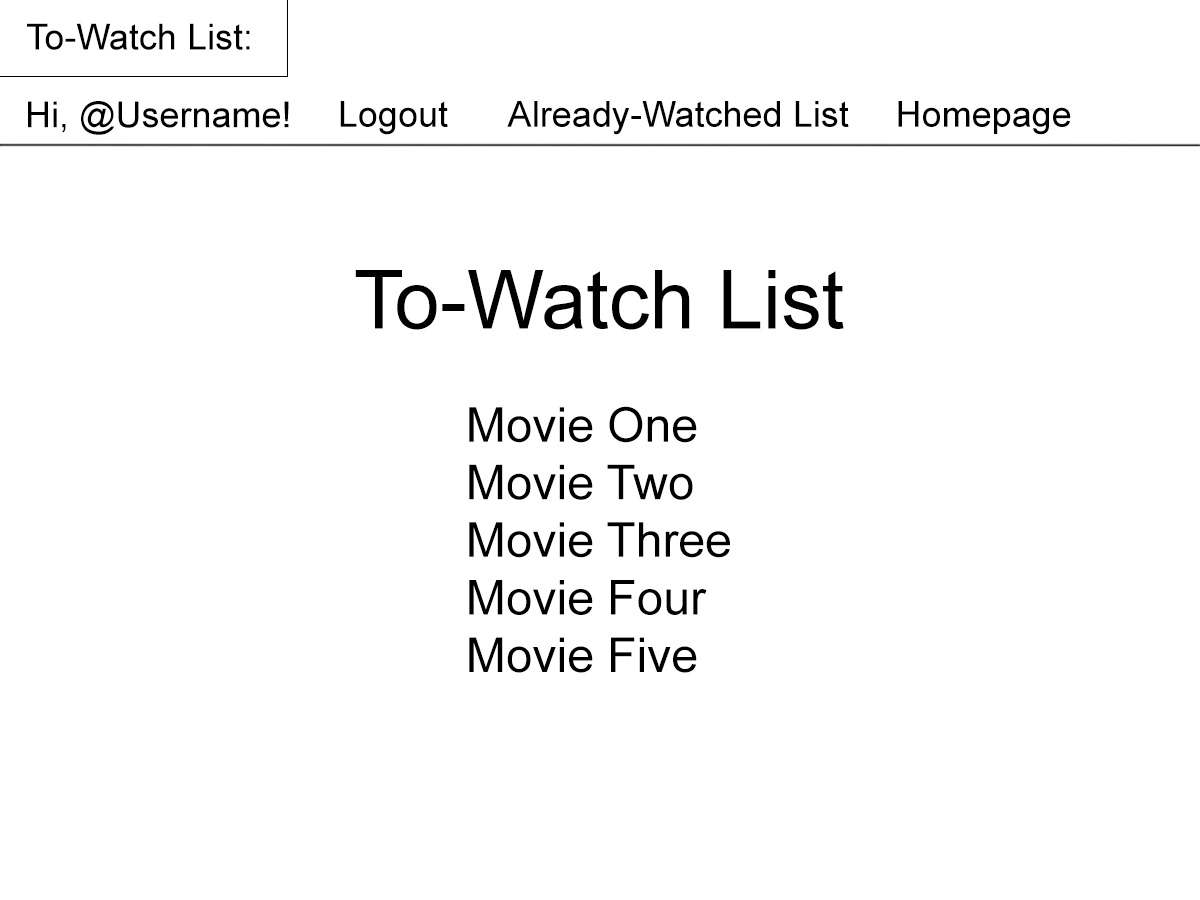 To-Watch List:
Hi, @Username! Logout Already-Watched List Homepage
To-Watch List
Movie One
Movie Two
Movie Three
Movie Four
Movie Five